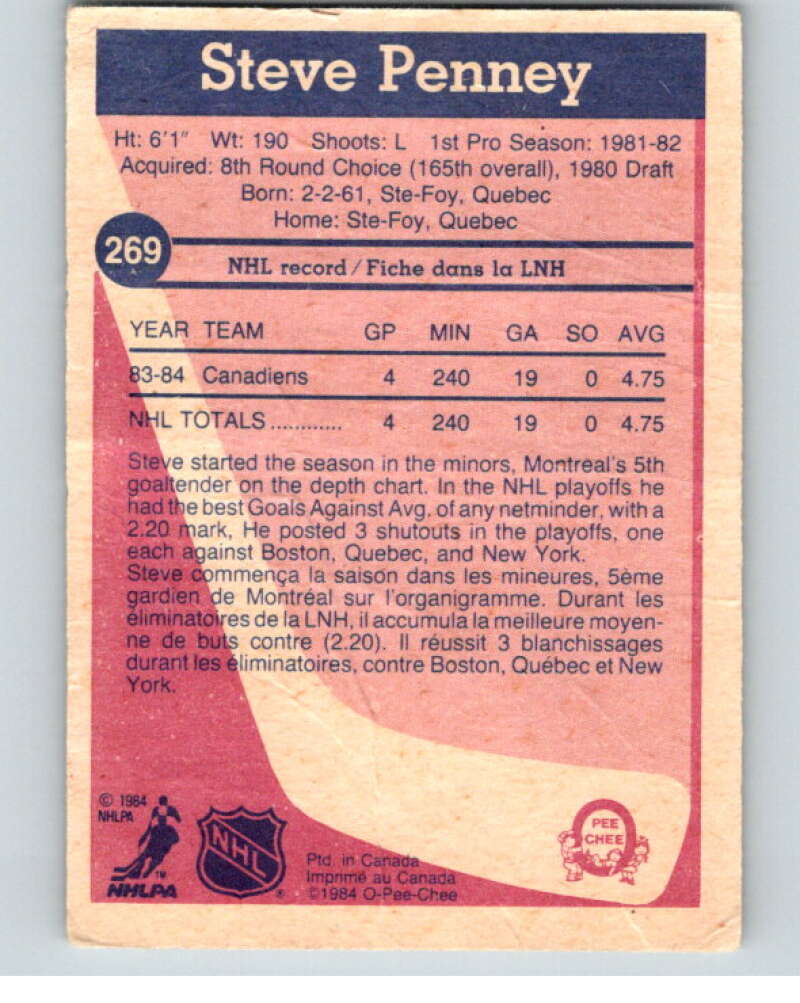 Steve Penney
Ht: 6'1" Wt: 190 Shoots: L 1st Pro Season: 1981-82
Acquired: 8th Round Choice (165th overall), 1980 Draft
Born: 2-2-61, Ste-Foy, Quebec
Home: Ste-Foy, Quebec
269
NHL record / Fiche dans la LNH
YEAR TEAM GP MIN GA SO AVG
83-84 Canadiens 4 240 19 0 4.75
NHL TOTALS ............ 4 240 19 0 4.75
Steve started the season in the minors, Montreal's 5th
goaltender on the depth chart. In the NHL playoffs he
had the best Goals Against Avg. of any netminder, with a
2.20 mark, He posted 3 shutouts in the playoffs, one
each against Boston, Quebec, and New York.
Steve commença la saison dans les mineures, 5ème
gardien de Montréal sur l'organigramme. Durant les
éliminatoires de la LNH, il accumula la meilleure moyen-
ne de buts contre (2.20). Il réussit 3 blanchissages
durant les éliminatoires, contre Boston, Québec et New
York.
© 1984
NHLPA
TM
NHLPA
NHL
®
Ptd. in Canada
Imprimé au Canada
©1984 O-Pee-Chee
PEE
CHEE